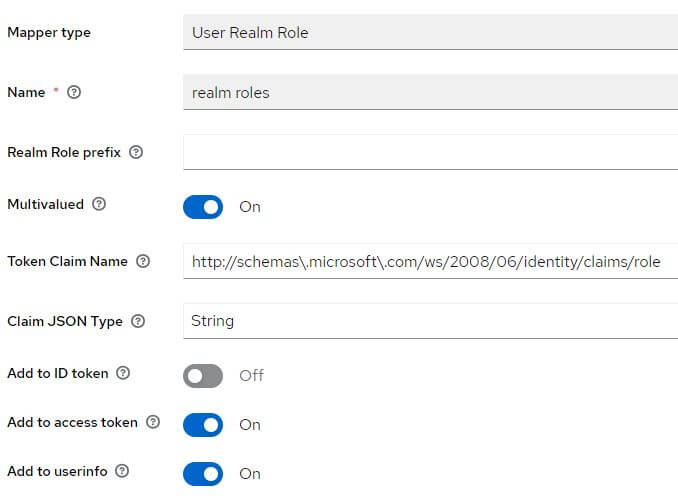 Mapper type User Realm Role
Name * realm roles
Realm Role prefix
Multivalued On
Token Claim Name http://schemas\.microsoft\.com/ws/2008/06/identity/claims/role
Claim JSON Type String
Add to ID token Off
Add to access token On
Add to userinfo On